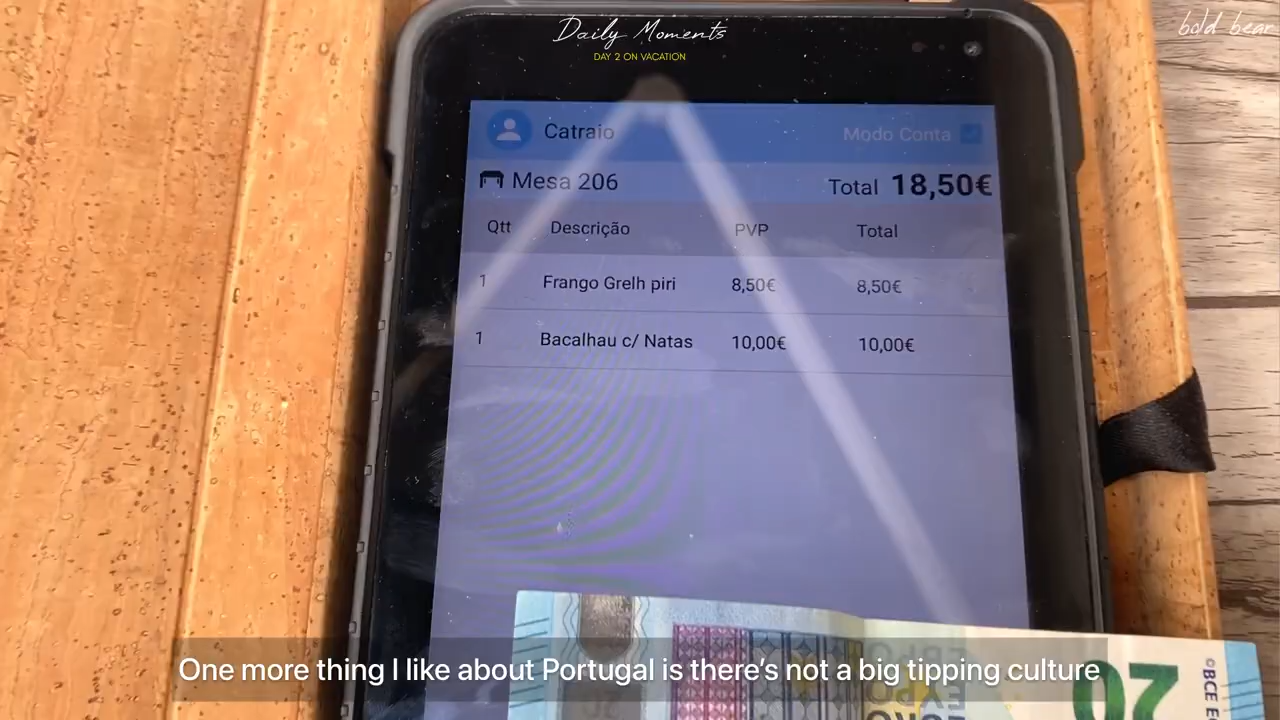 Daily Moments
DAY 2 ON VACATION
bold bear
Catraio
Modo Conta
Mesa 206
Total 18,50€
Qtt Descrição PVP Total
1 Frango Grelh piri 8,50€ 8,50€
1 Bacalhau c/ Natas 10,00€ 10,00€
20
©BCE E
One more thing I like about Portugal is there's not a big tipping culture